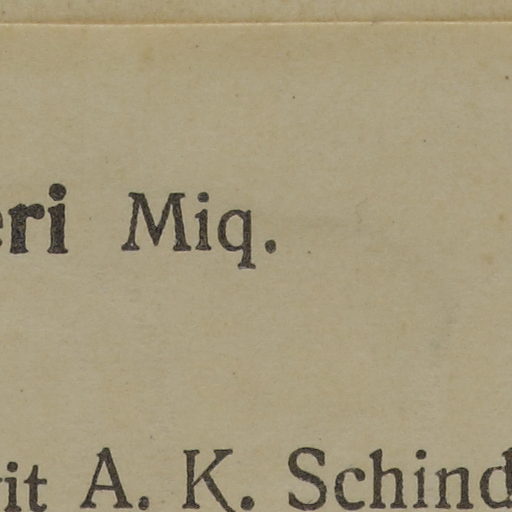 eri Miq.
it A. K. Schind